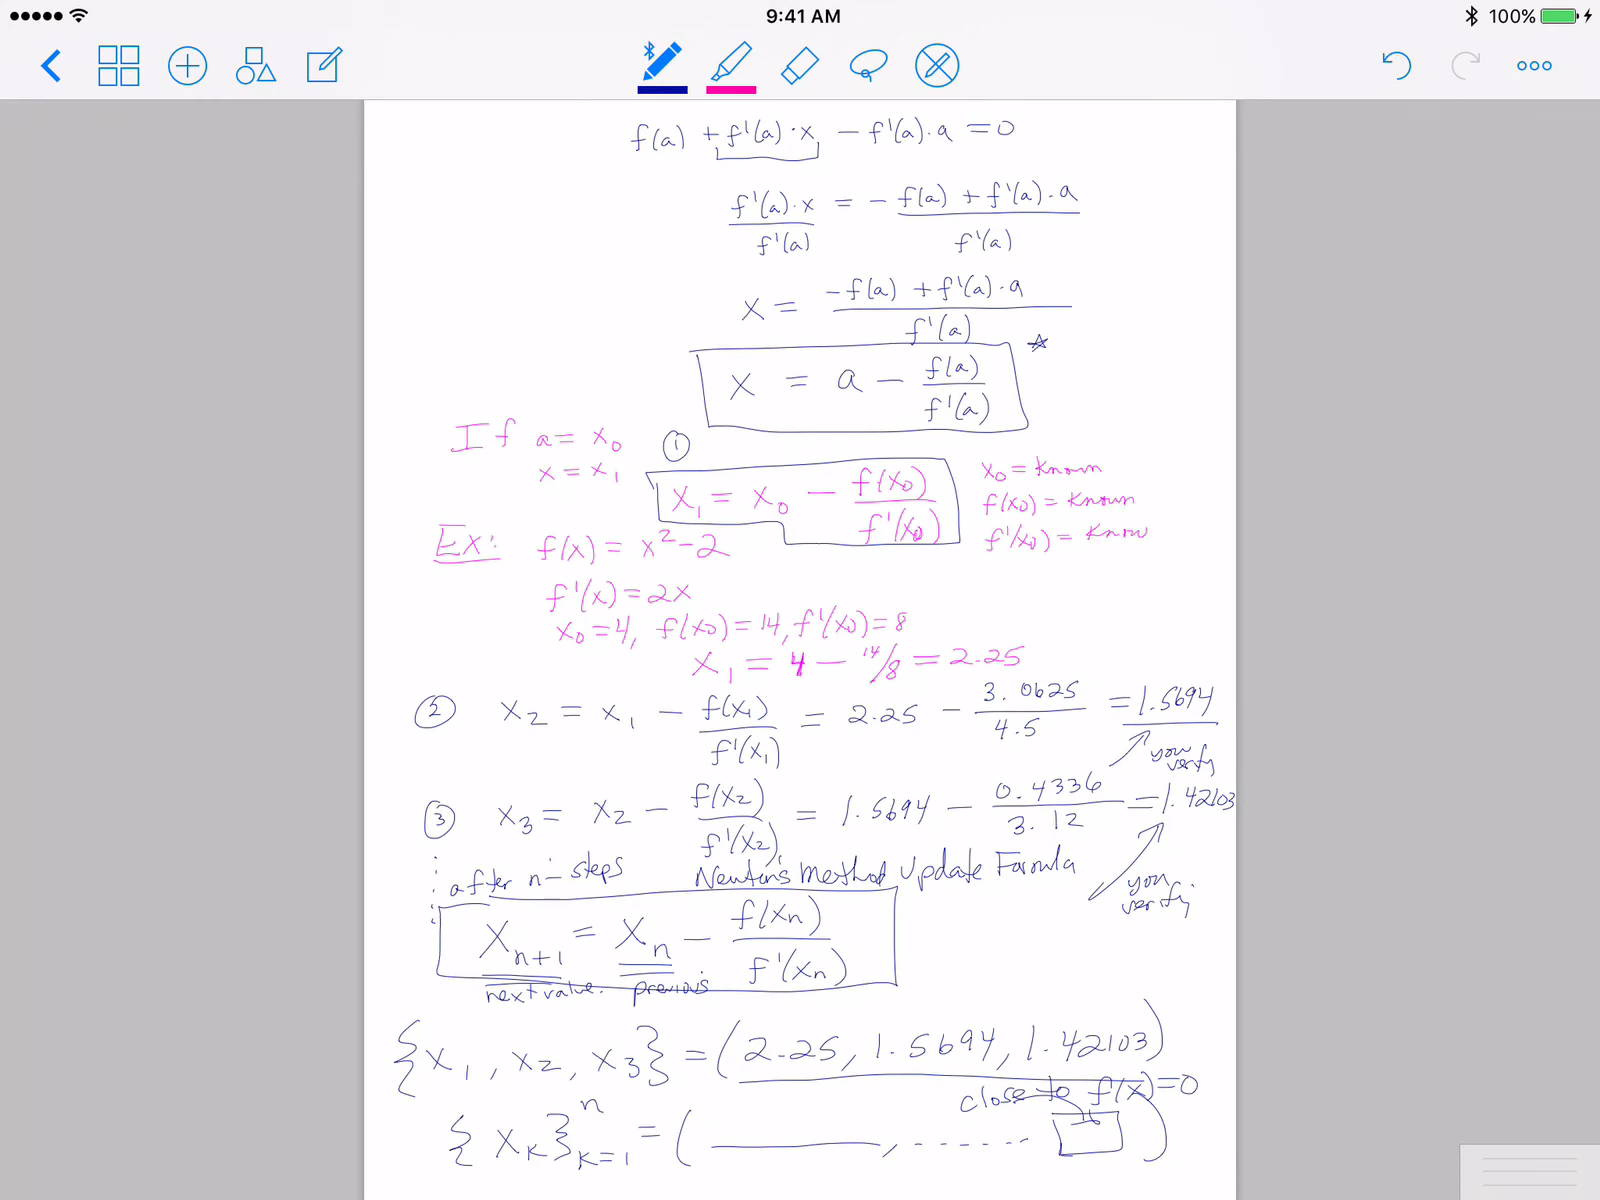 9:41 AM
100%
f(a) + f'(a)·x − f'(a)·a = 0
f'(a)·x / f'(a) = −f(a) + f'(a)·a / f'(a)
x = −f(a) + f'(a)·a / f'(a)
x = a − f(a) / f'(a) ☆
If a = x₀
x = x₁
①
x₁ = x₀ − f(x₀) / f'(x₀)
x₀ = Known
f(x₀) = Known
f'(x₀) = Know
Ex: f(x) = x² − 2
f'(x) = 2x
x₀ = 4, f(x₀) = 14, f'(x₀) = 8
x₁ = 4 − 14/8 = 2.25
② x₂ = x₁ − f(x₁) / f'(x₁) = 2.25 − 3.0625 / 4.5 = 1.5694
you verify
③ x₃ = x₂ − f(x₂) / f'(x₂) = 1.5694 − 0.4336 / 3.12 = 1.42103
you verify
after n-steps Newton's Method Update Formula
xₙ₊₁ = xₙ − f(xₙ) / f'(xₙ)
next value. previous
{x₁, x₂, x₃} = (2.25, 1.5694, 1.42103)
close to f(x) = 0
{xₖ}ⁿₖ₌₁ = ( ______, ....... □ )